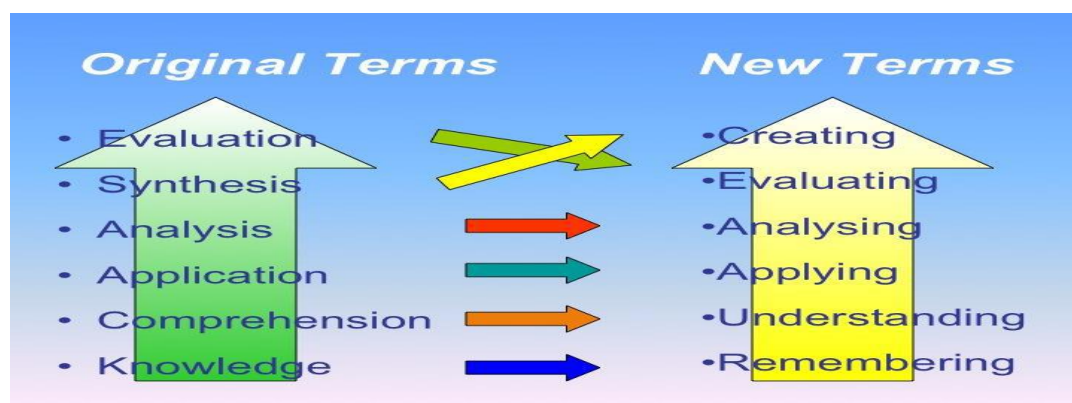 Original Terms
• Evaluation
• Synthesis
• Analysis
• Application
• Comprehension
• Knowledge
New Terms
•Creating
•Evaluating
•Analysing
•Applying
•Understanding
•Remembering